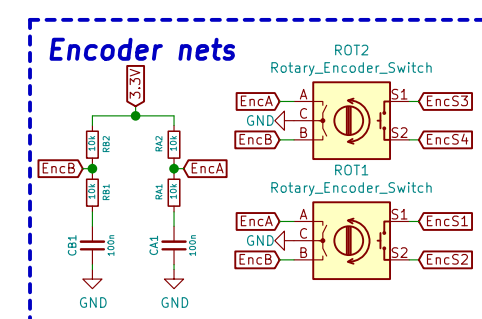 Encoder nets
3.3V
10k
RB2
10k
RA2
EncB
EncA
10k
RB1
10k
RA1
CB1
100n
CA1
100n
GND
GND
ROT2
Rotary_Encoder_Switch
EncA
A
S1
EncS3
GND
C
EncB
B
S2
EncS4
ROT1
Rotary_Encoder_Switch
EncA
A
S1
EncS1
GND
C
EncB
B
S2
EncS2